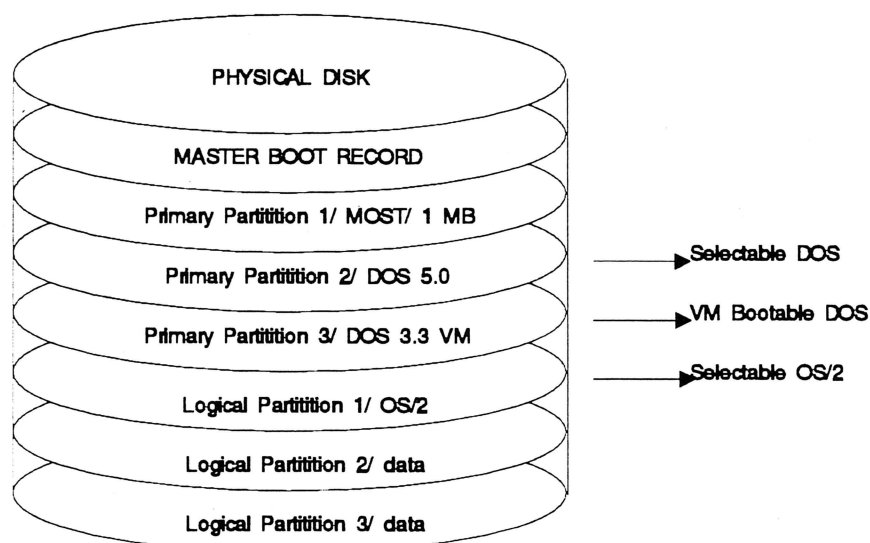 PHYSICAL DISK
MASTER BOOT RECORD
Primary Partitition 1/ MOST/ 1 MB
Primary Partitition 2/ DOS 5.0
Selectable DOS
Primary Partitition 3/ DOS 3.3 VM
VM Bootable DOS
Logical Partitition 1/ OS/2
Selectable OS/2
Logical Partitition 2/ data
Logical Partitition 3/ data